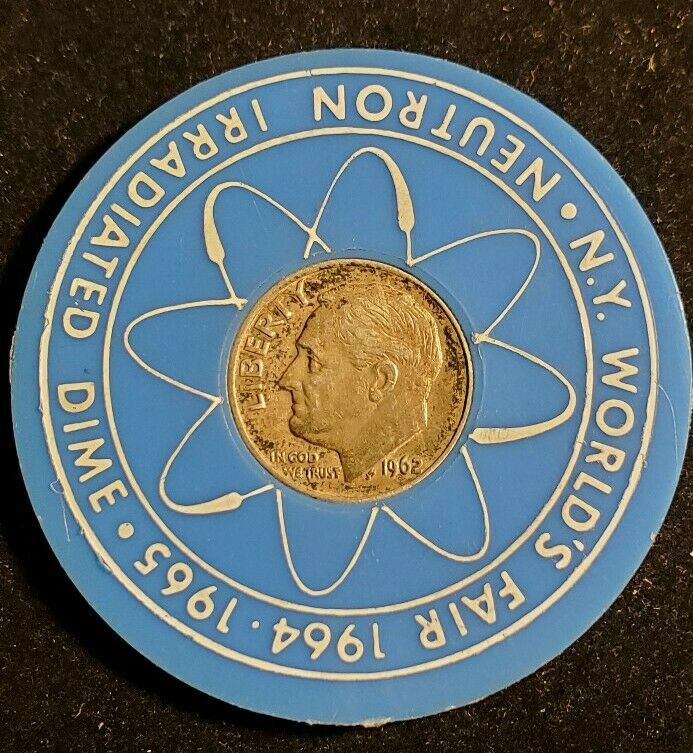 NEUTRON IRRADIATED DIME • N.Y. WORLD'S FAIR 1964 · 1965 •
LIBERTY
IN GOD
WE TRUST
1962